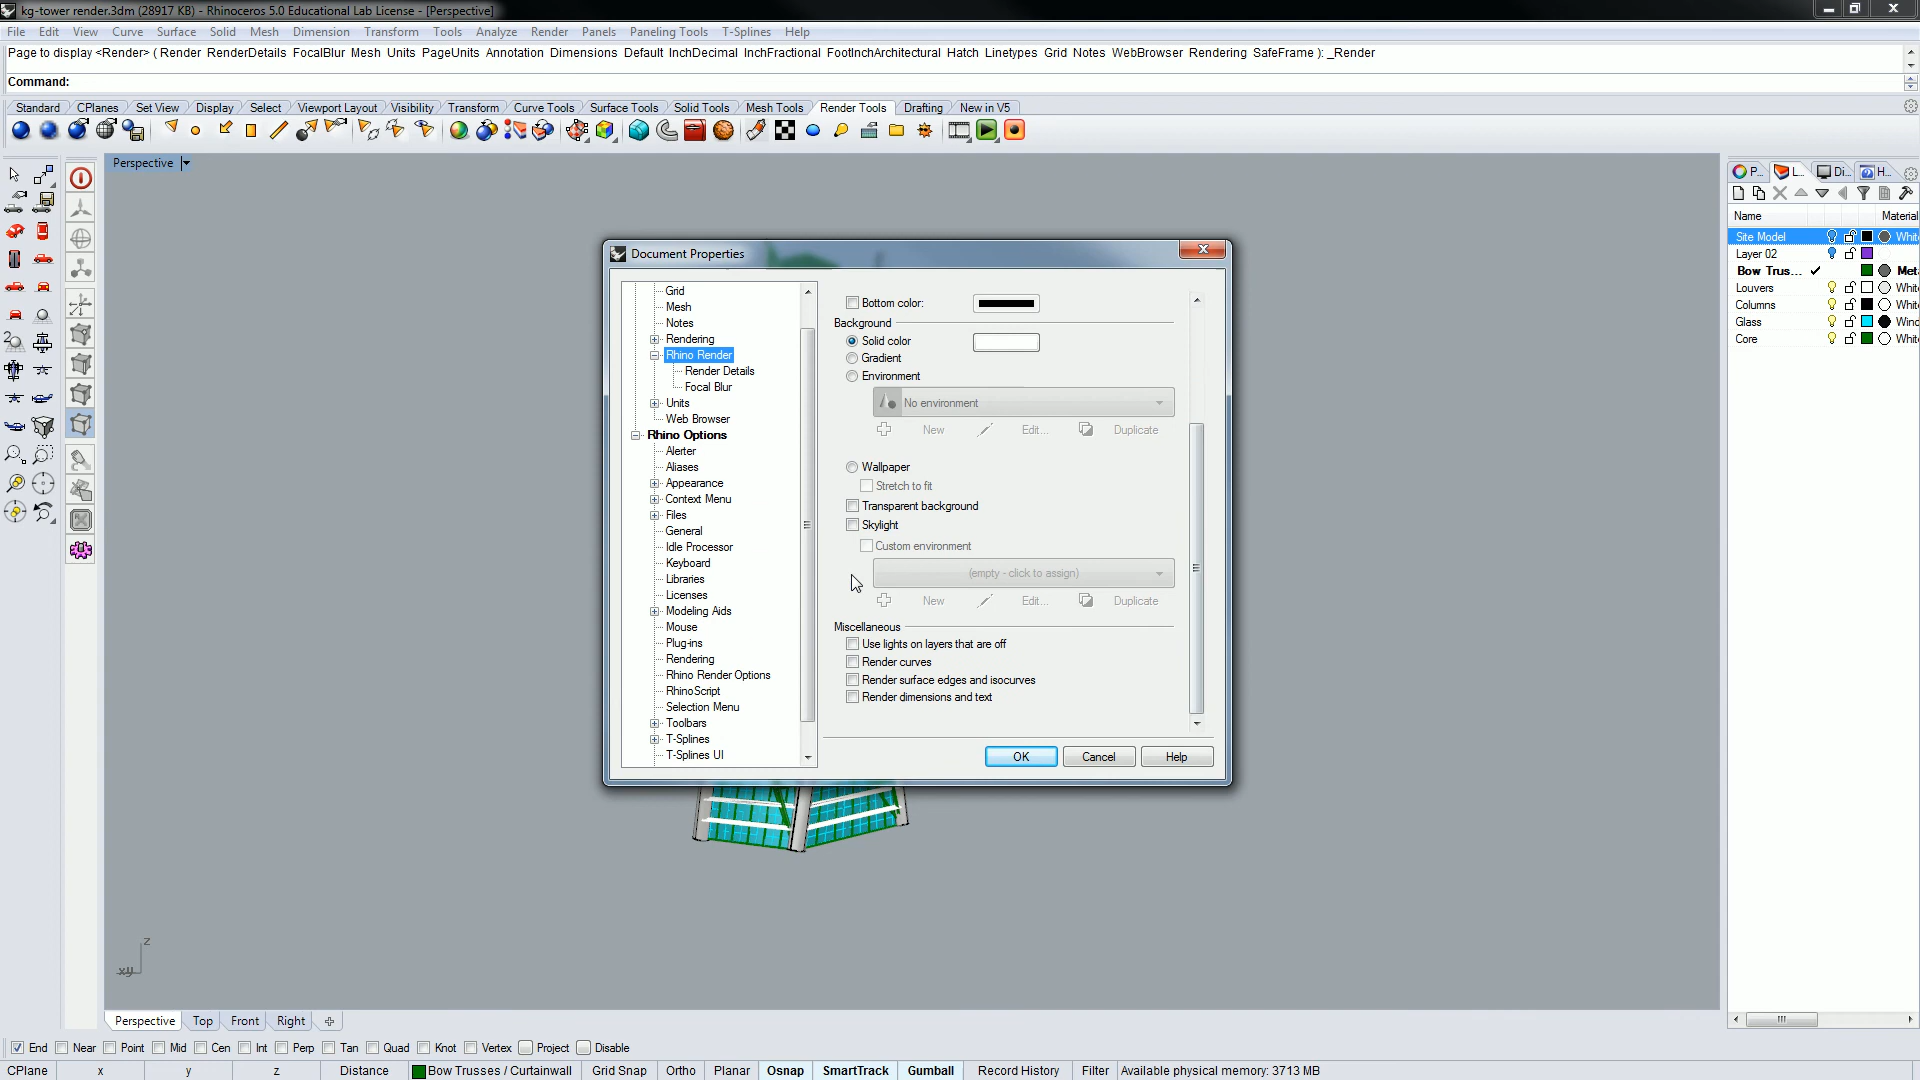 kg-tower render.3dm (28917 KB) - Rhinoceros 5.0 Educational Lab License - [Perspective]
File Edit View Curve Surface Solid Mesh Dimension Transform Tools Analyze Render Panels Paneling Tools T-Splines Help
Page to display <Render> ( Render RenderDetails FocalBlur Mesh Units PageUnits Annotation Dimensions Default InchDecimal InchFractional FootInchArchitectural Hatch Linetypes Grid Notes WebBrowser Rendering SafeFrame ): _Render
Command:
Standard CPlanes Set View Display Select Viewport Layout Visibility Transform Curve Tools Surface Tools Solid Tools Mesh Tools Render Tools Drafting New in V5
Perspective
P... L... Di... H...
Name Material
Site Model Whit
Layer 02
Bow Trus... Met
Louvers White
Columns White
Glass Wind
Core White
Document Properties
Grid
Mesh
Notes
Rendering
Rhino Render
Render Details
Focal Blur
Units
Web Browser
Rhino Options
Alerter
Aliases
Appearance
Context Menu
Files
General
Idle Processor
Keyboard
Libraries
Licenses
Modeling Aids
Mouse
Plug-ins
Rendering
Rhino Render Options
RhinoScript
Selection Menu
Toolbars
T-Splines
T-Splines UI
Bottom color:
Background
Solid color
Gradient
Environment
No environment
New Edit... Duplicate
Wallpaper
Stretch to fit
Transparent background
Skylight
Custom environment
(empty - click to assign)
New Edit... Duplicate
Miscellaneous
Use lights on layers that are off
Render curves
Render surface edges and isocurves
Render dimensions and text
OK Cancel Help
z
xy
Perspective Top Front Right
End Near Point Mid Cen Int Perp Tan Quad Knot Vertex Project Disable
CPlane x y z Distance Bow Trusses / Curtainwall Grid Snap Ortho Planar Osnap SmartTrack Gumball Record History Filter Available physical memory: 3713 MB